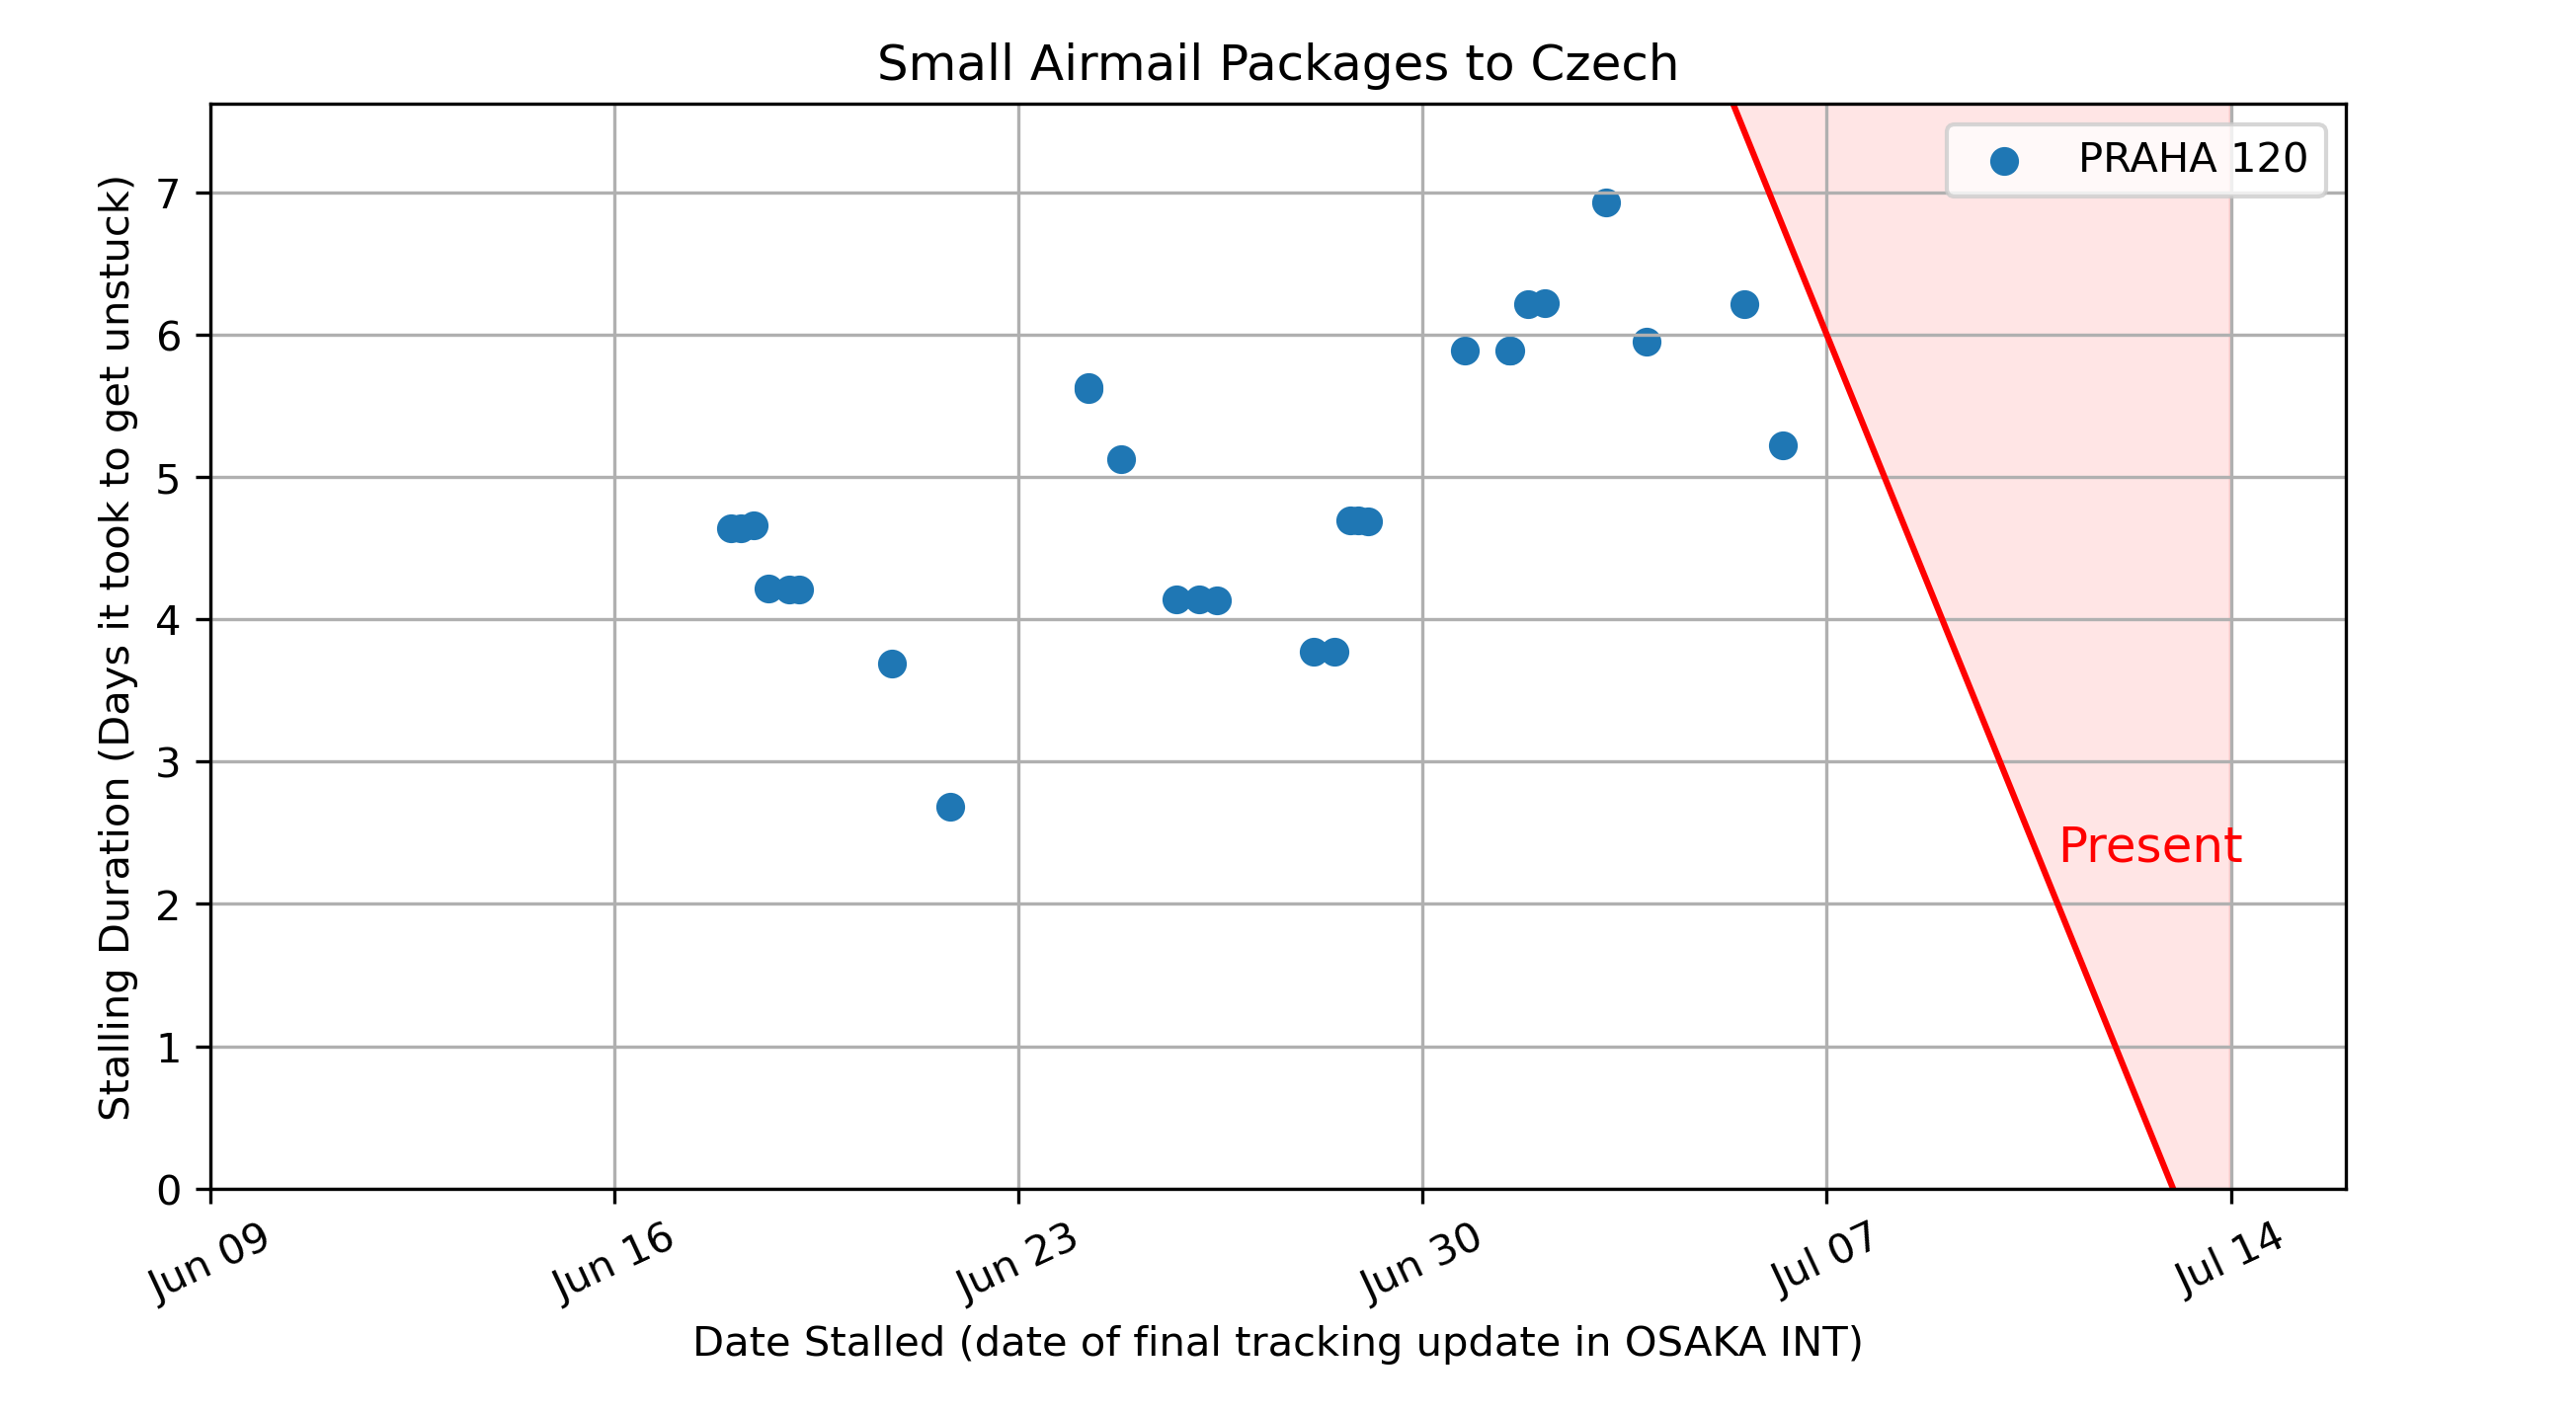 Small Airmail Packages to Czech
PRAHA 120
Stalling Duration (Days it took to get unstuck)
7
6
5
4
3
2
1
0
Present
Jun 09
Jun 16
Jun 23
Jun 30
Jul 07
Jul 14
Date Stalled (date of final tracking update in OSAKA INT)